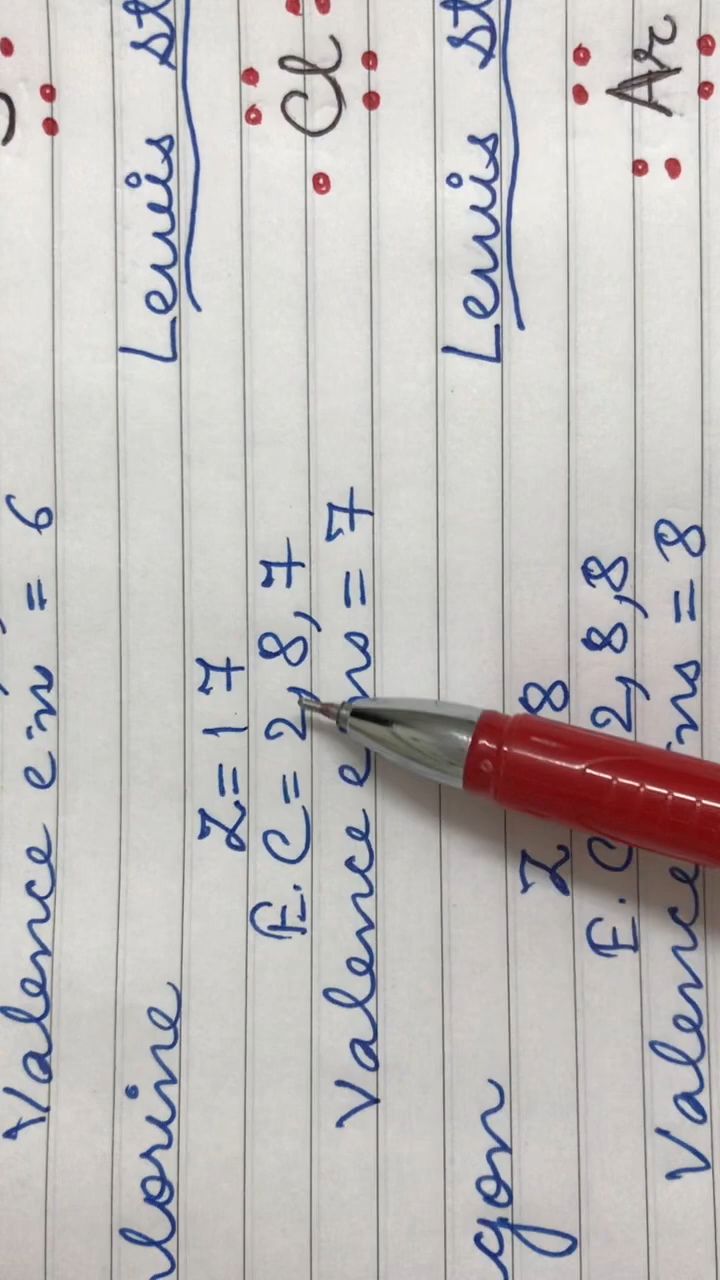 Valence e⁻ns = 6
lorine Lewis st
Z=17
E.C = 2,8,7 Cl
Valence e ns = 7
gon Lewis st
Z 8
E.C 2,8,8 Ar
Valence ns = 8